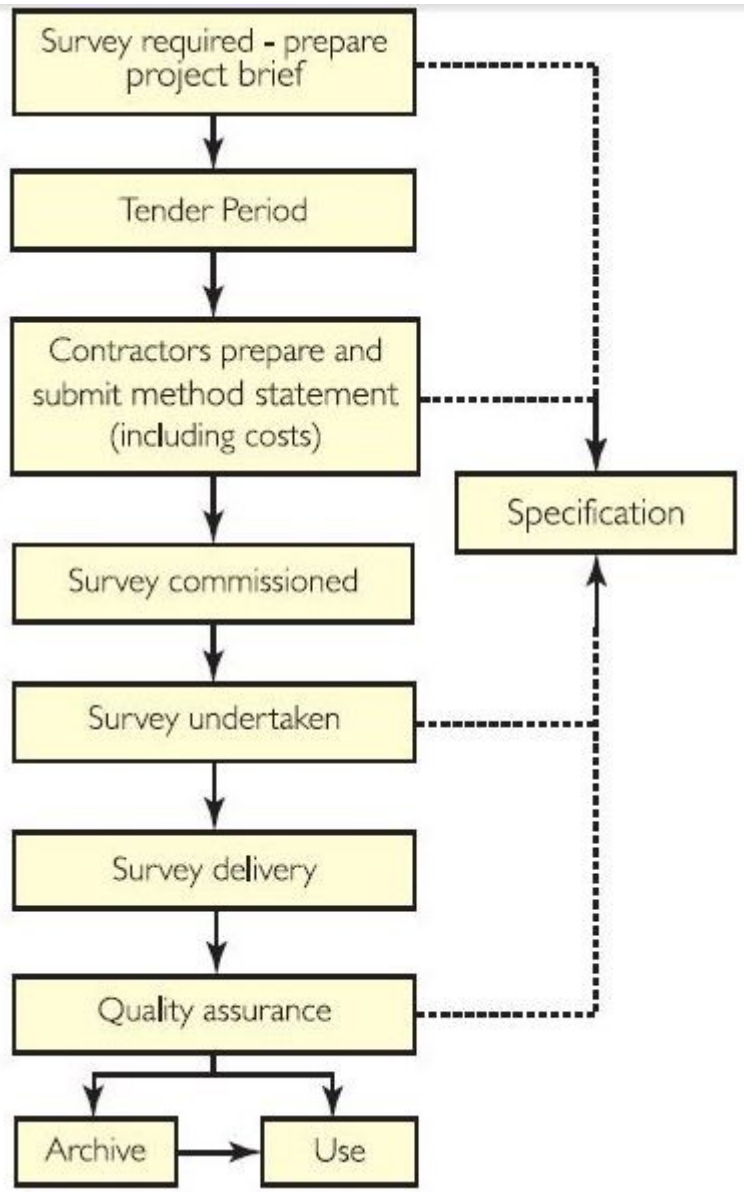 Survey required - prepare
project brief
Tender Period
Contractors prepare and
submit method statement
(including costs)
Specification
Survey commissioned
Survey undertaken
Survey delivery
Quality assurance
Archive
Use